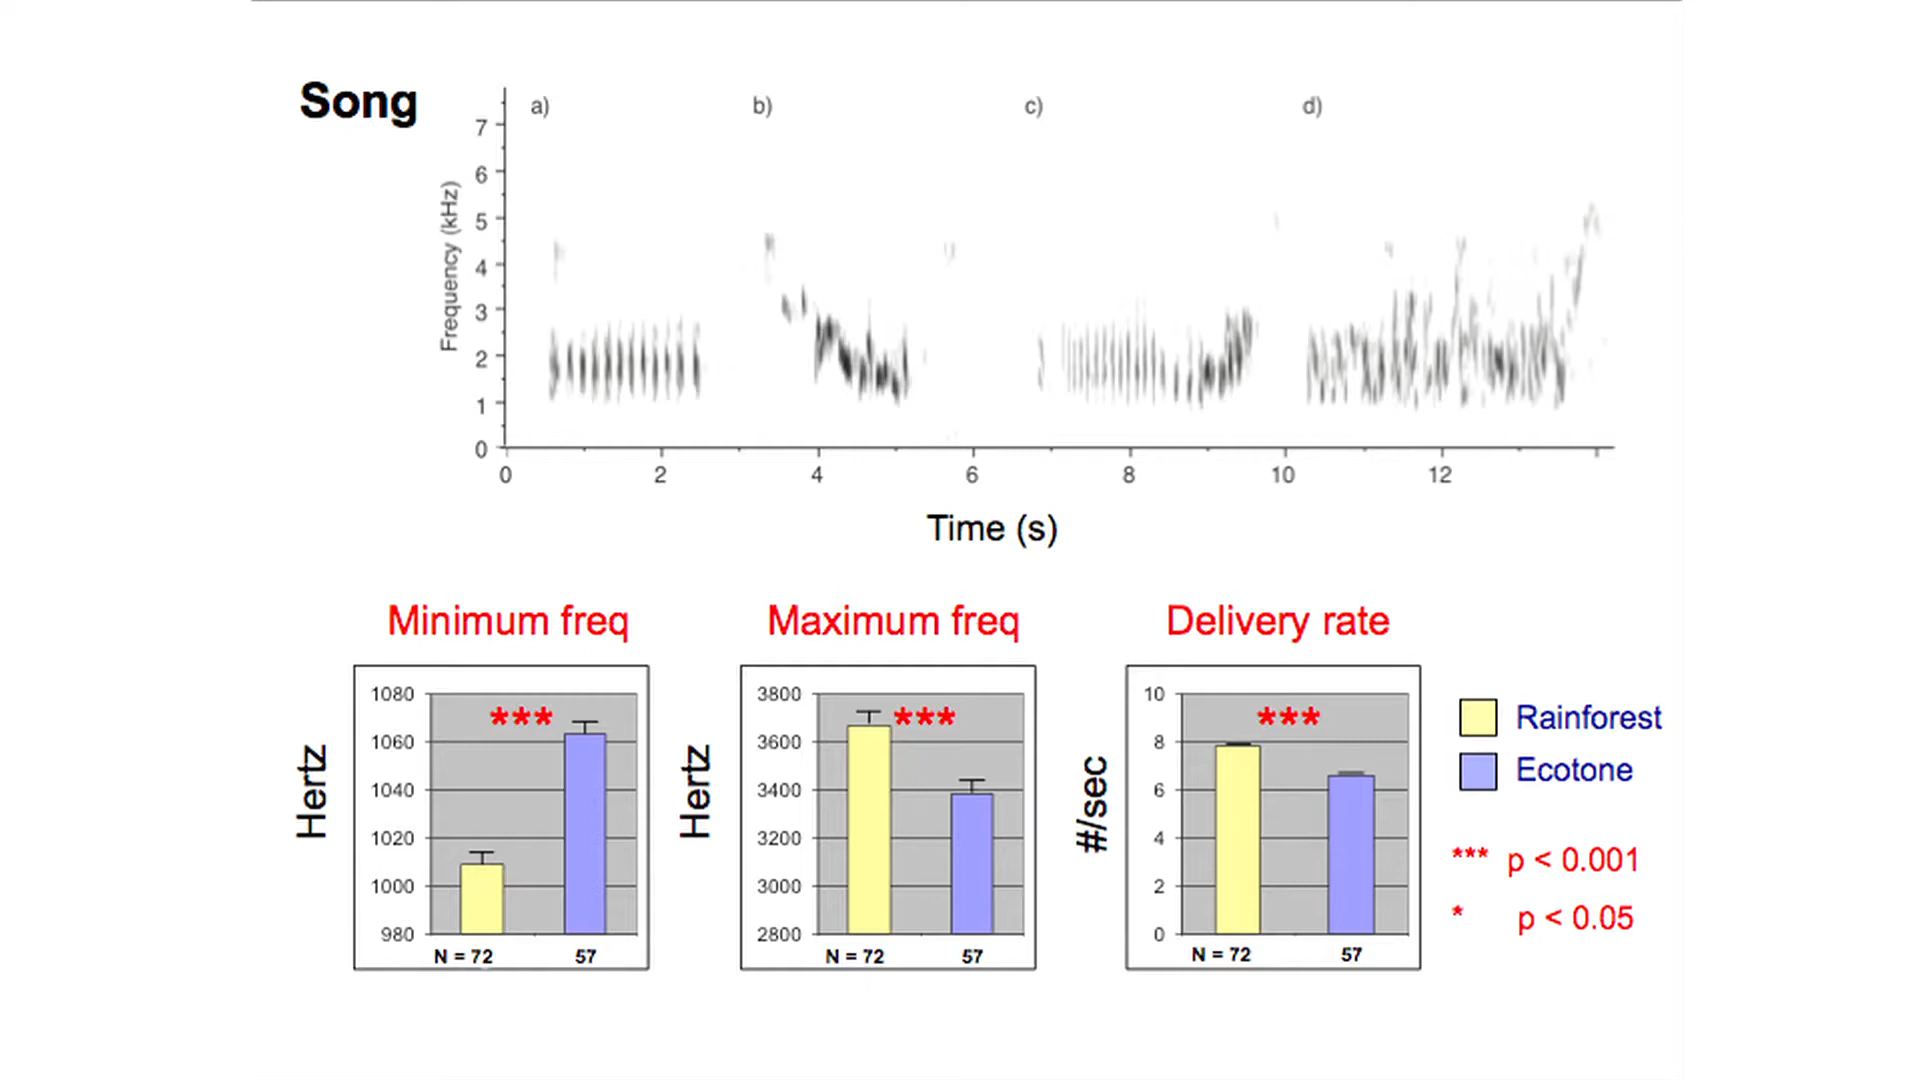 Song
a) b) c) d)
7
6
5
4
3
2
1
0
Frequency (kHz)
0 2 4 6 8 10 12
Time (s)
Minimum freq
Hertz
1080
1060
1040
1020
1000
980
***
N = 72 57
Maximum freq
Hertz
3800
3600
3400
3200
3000
2800
***
N = 72 57
Delivery rate
#/sec
10
8
6
4
2
0
***
N = 72 57
Rainforest
Ecotone
*** p < 0.001
* p < 0.05